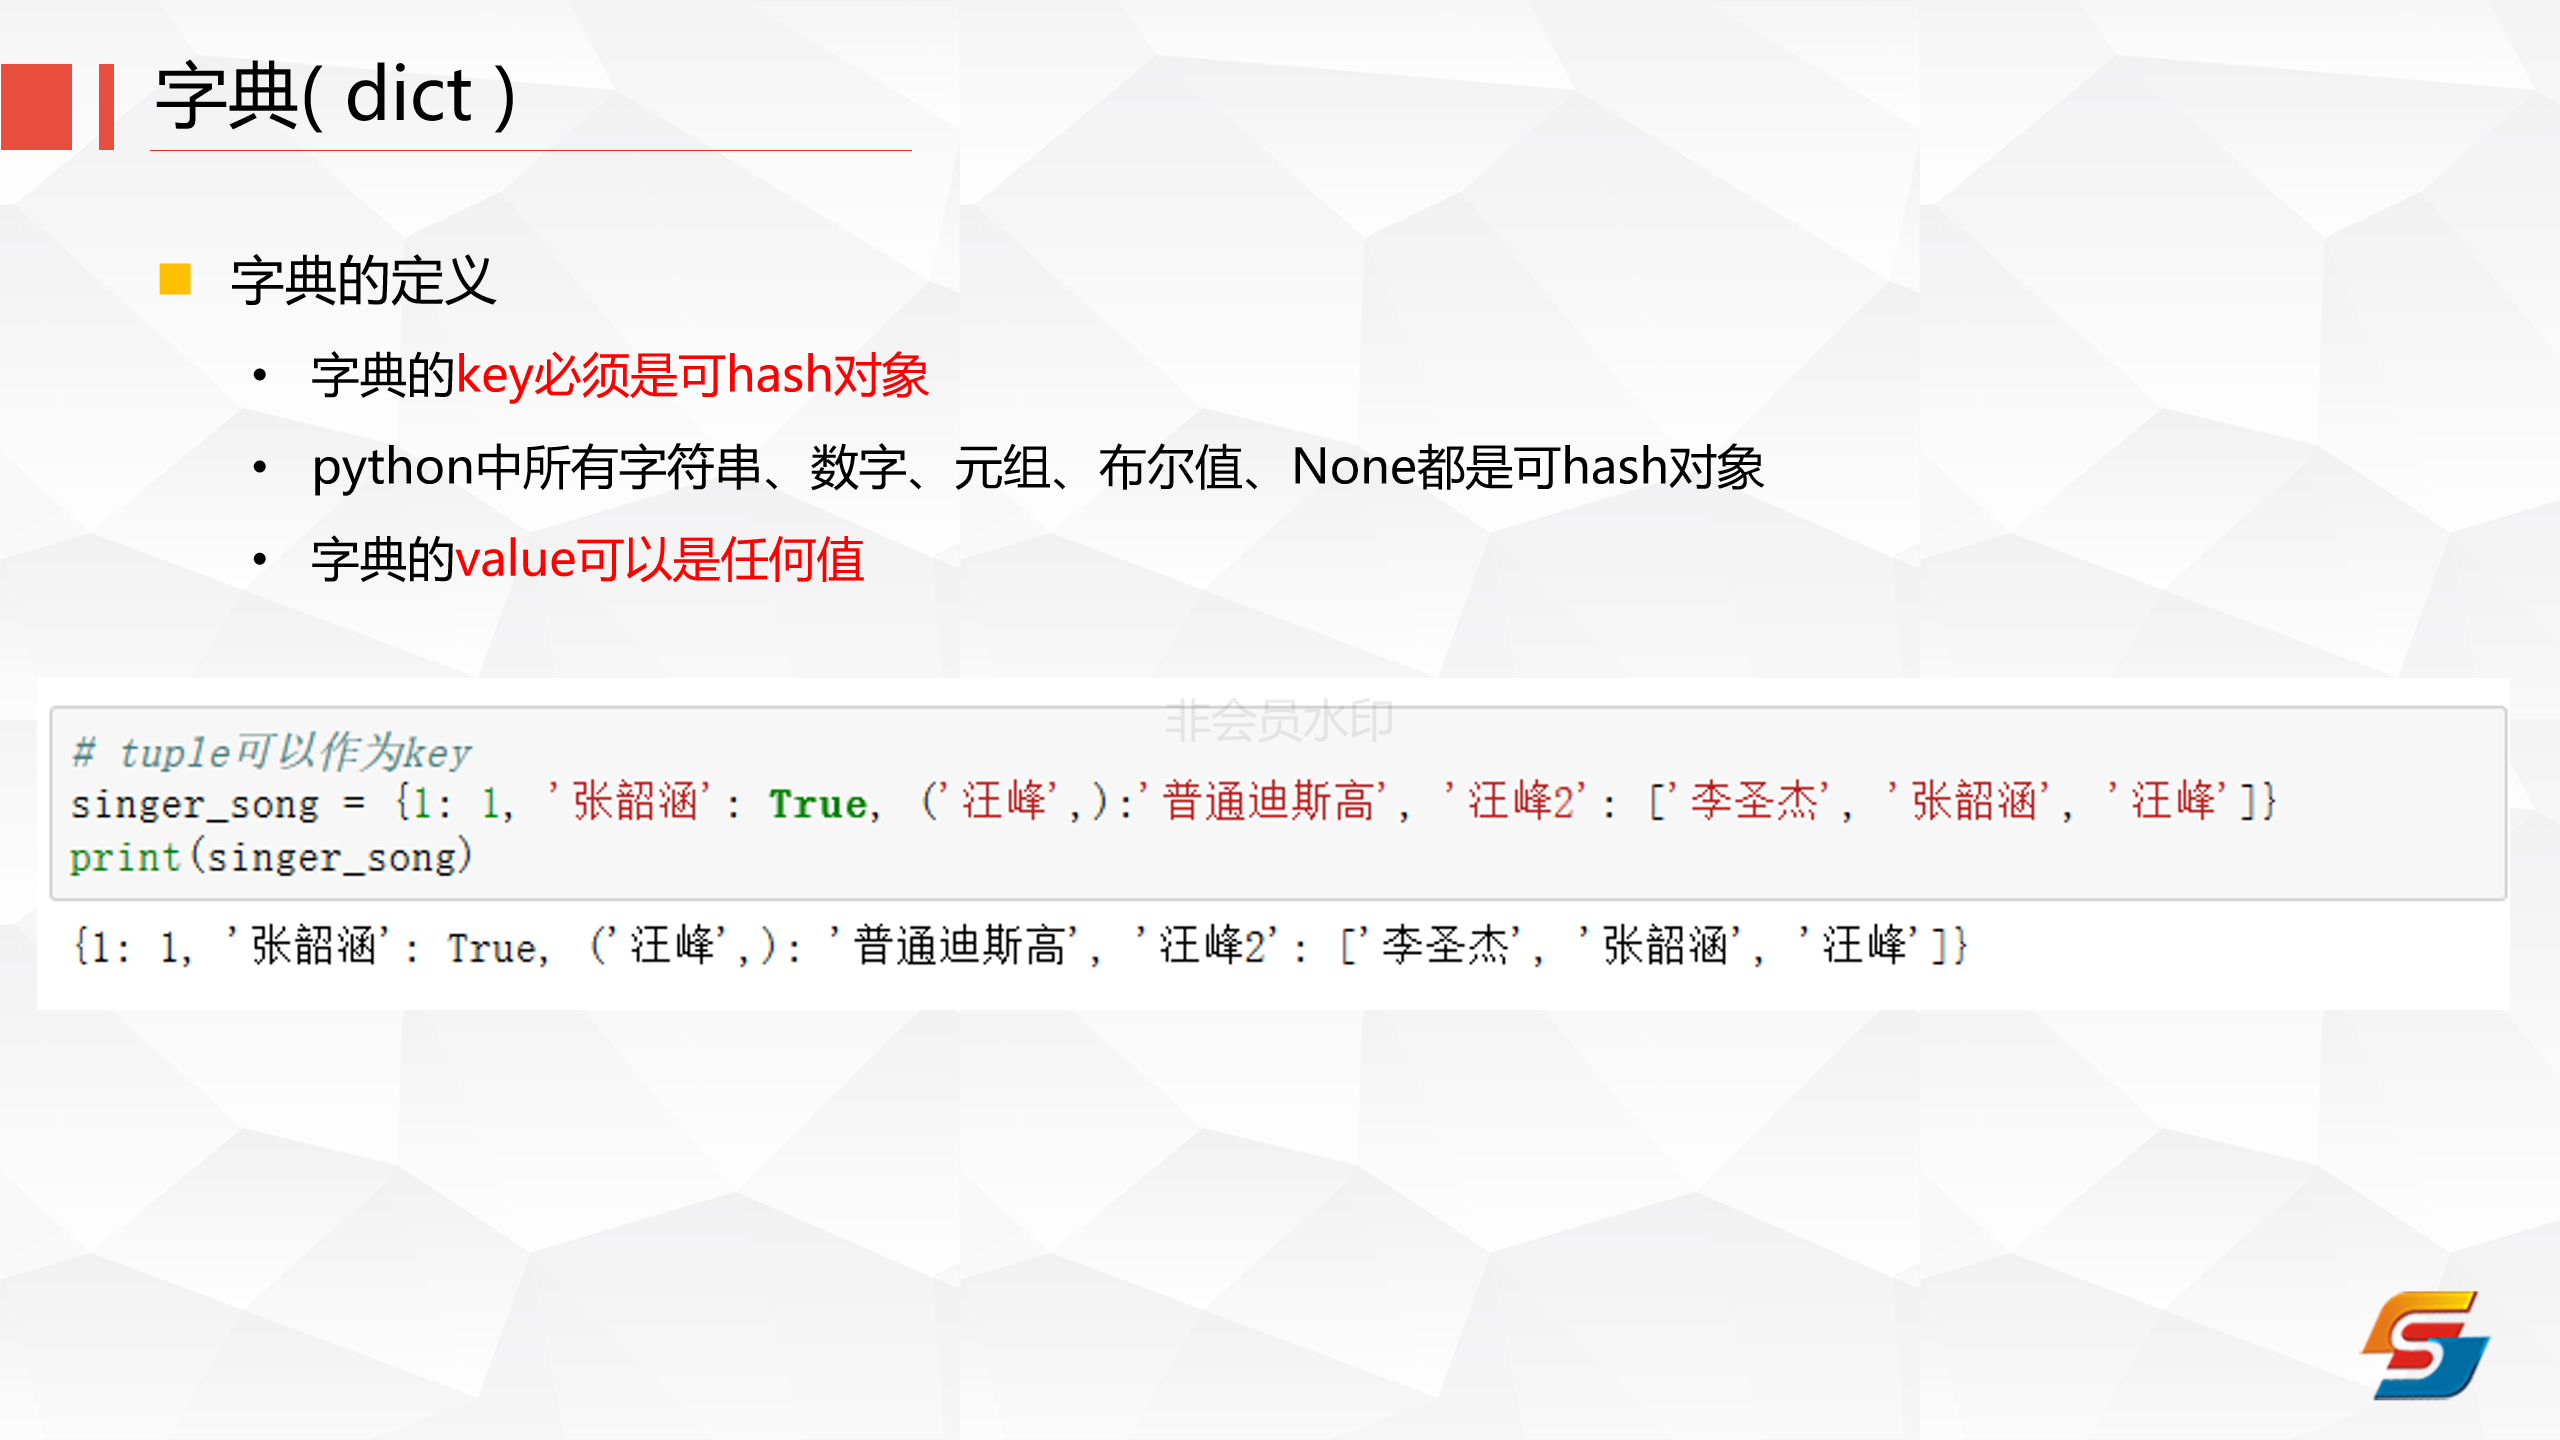 字典( dict )
字典的定义
• 字典的key必须是可hash对象
• python中所有字符串、数字、元组、布尔值、None都是可hash对象
• 字典的value可以是任何值
非会员水印
# tuple可以作为key
singer_song = {1: 1, '张韶涵': True, ('汪峰',):'普通迪斯高', '汪峰2': ['李圣杰', '张韶涵', '汪峰']}
print(singer_song)
{1: 1, '张韶涵': True, ('汪峰',): '普通迪斯高', '汪峰2': ['李圣杰', '张韶涵', '汪峰']}